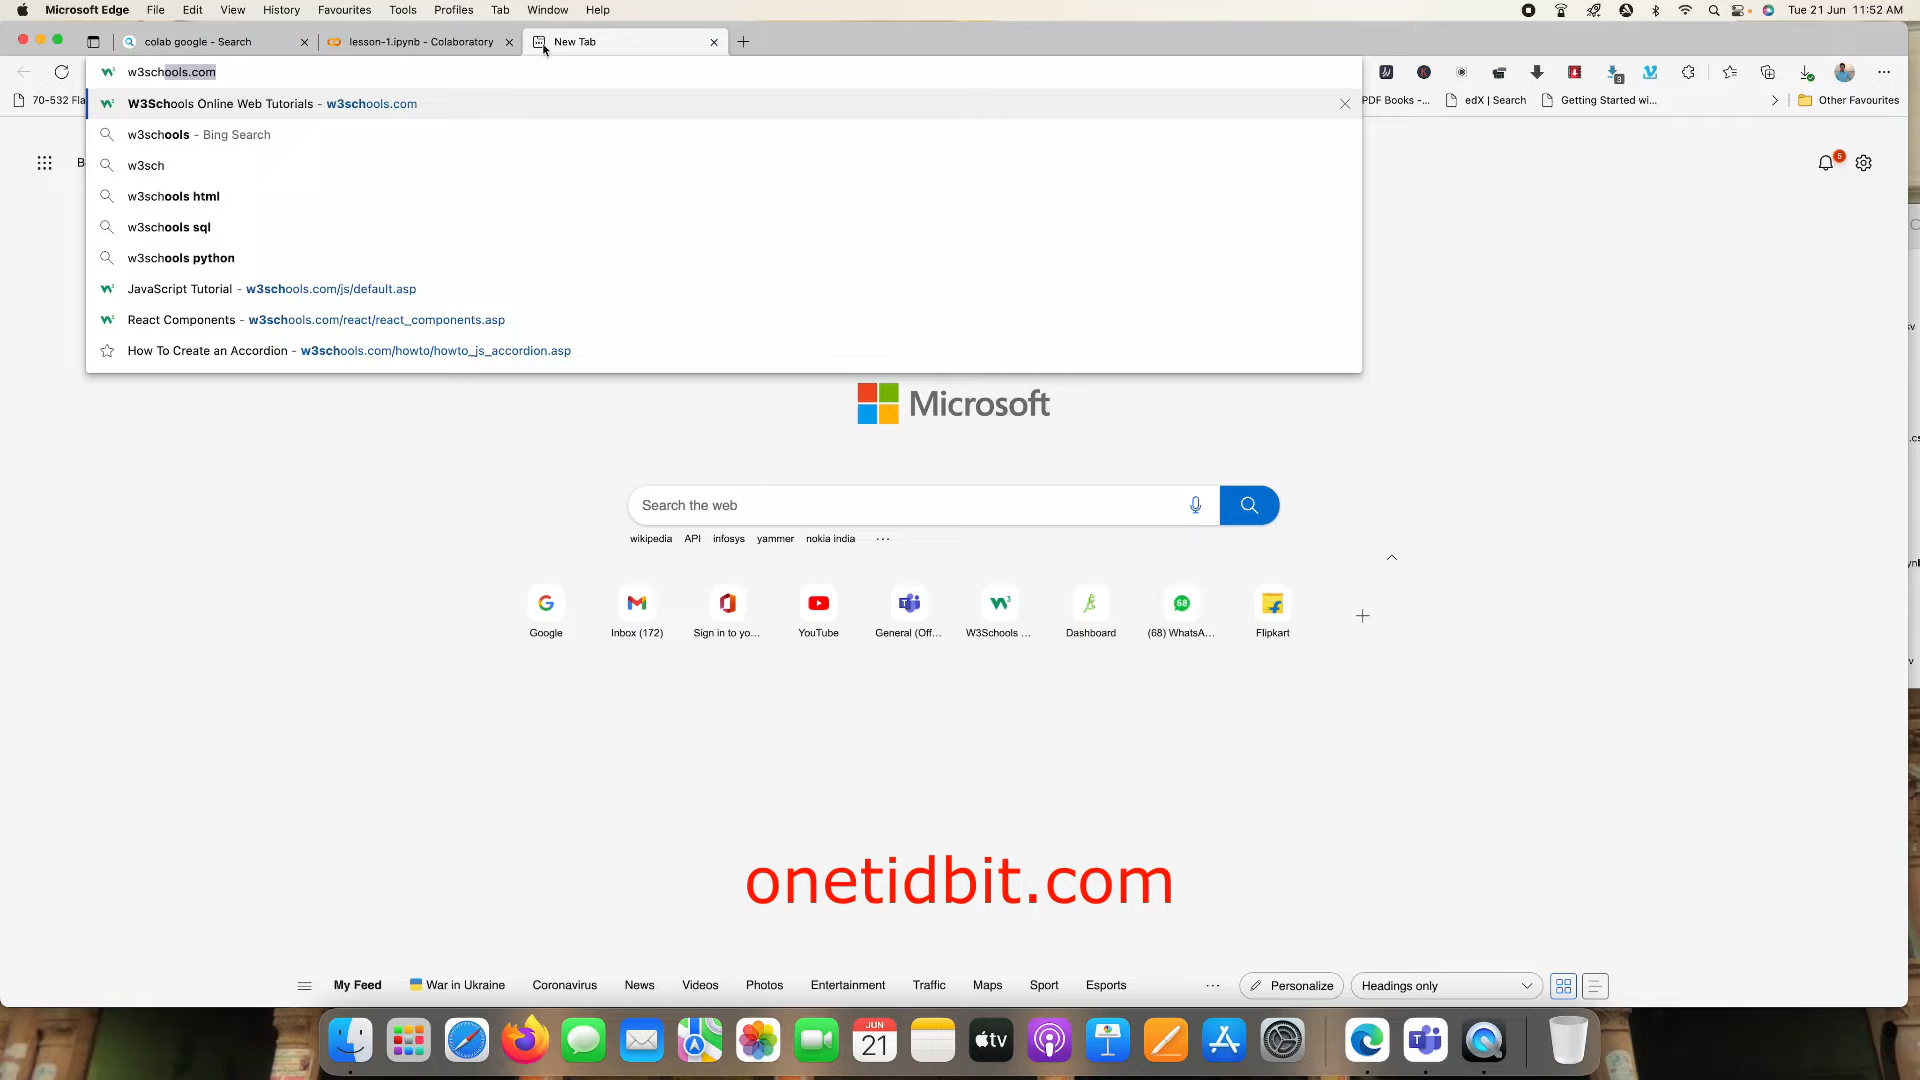 Microsoft Edge File Edit View History Favourites Tools Profiles Tab Window Help Tue 21 Jun 11:52 AM
colab google - Search lesson-1.ipynb - Colaboratory New Tab
w3schools.com
3
70-532 Fla PDF Books -... edX | Search Getting Started wi... Other Favourites
W3Schools Online Web Tutorials - w3schools.com
w3schools - Bing Search
w3sch
w3schools html
w3schools sql
w3schools python
JavaScript Tutorial - w3schools.com/js/default.asp
React Components - w3schools.com/react/react_components.asp
How To Create an Accordion - w3schools.com/howto/howto_js_accordion.asp
5
Microsoft
Search the web
wikipedia API infosys yammer nokia india ...
Google Inbox (172) Sign in to yo... YouTube General (Off... W3Schools ... Dashboard (68) WhatsA... Flipkart
onetidbit.com
My Feed War in Ukraine Coronavirus News Videos Photos Entertainment Traffic Maps Sport Esports ... Personalize Headings only
JUN
21
tv